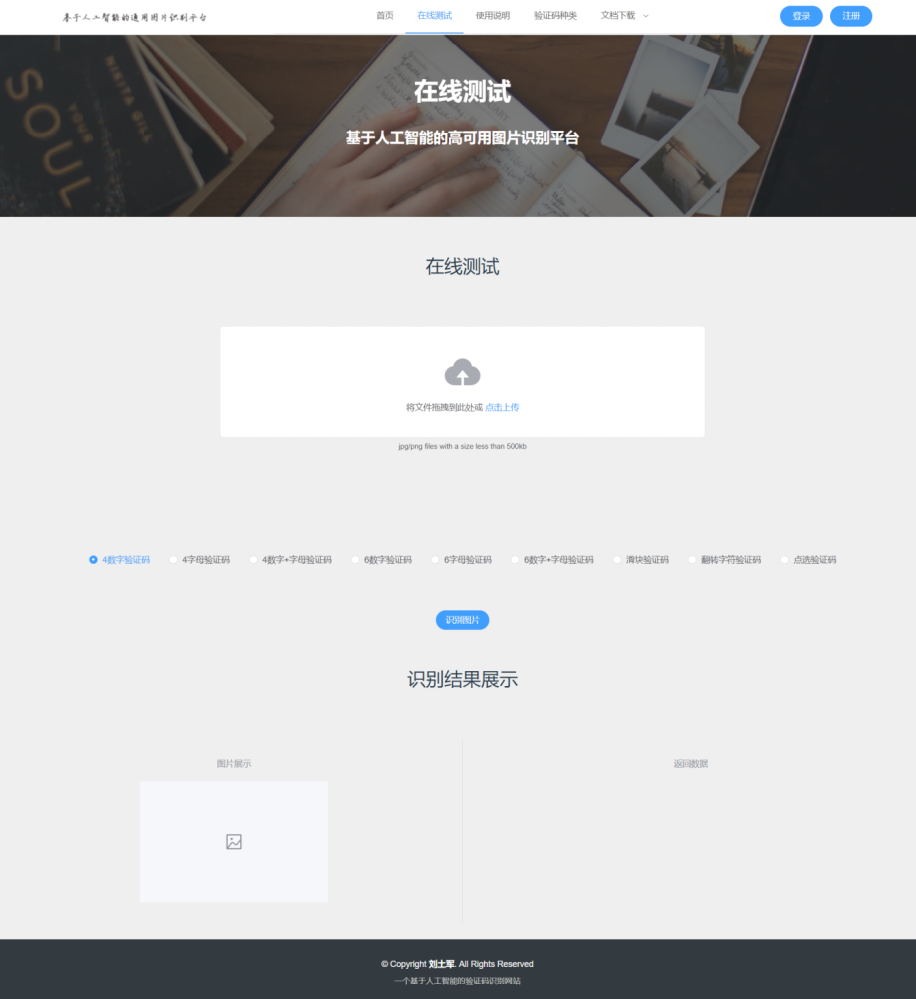 基于人工智能的通用图片识别平台
首页 在线测试 使用说明 验证码种类 文档下载
登录 注册
SOUL
YOUR
NIKITA GILL
在线测试
基于人工智能的高可用图片识别平台
在线测试
将文件拖拽到此处或 点击上传
jpg/png files with a size less than 500kb
4数字验证码 4字母验证码 4数字+字母验证码 6数字验证码 6字母验证码 6数字+字母验证码 滑块验证码 翻转字符验证码 点选验证码
识别图片
识别结果展示
图片展示
返回数据
© Copyright 刘土军. All Rights Reserved
一个基于人工智能的验证码识别网站